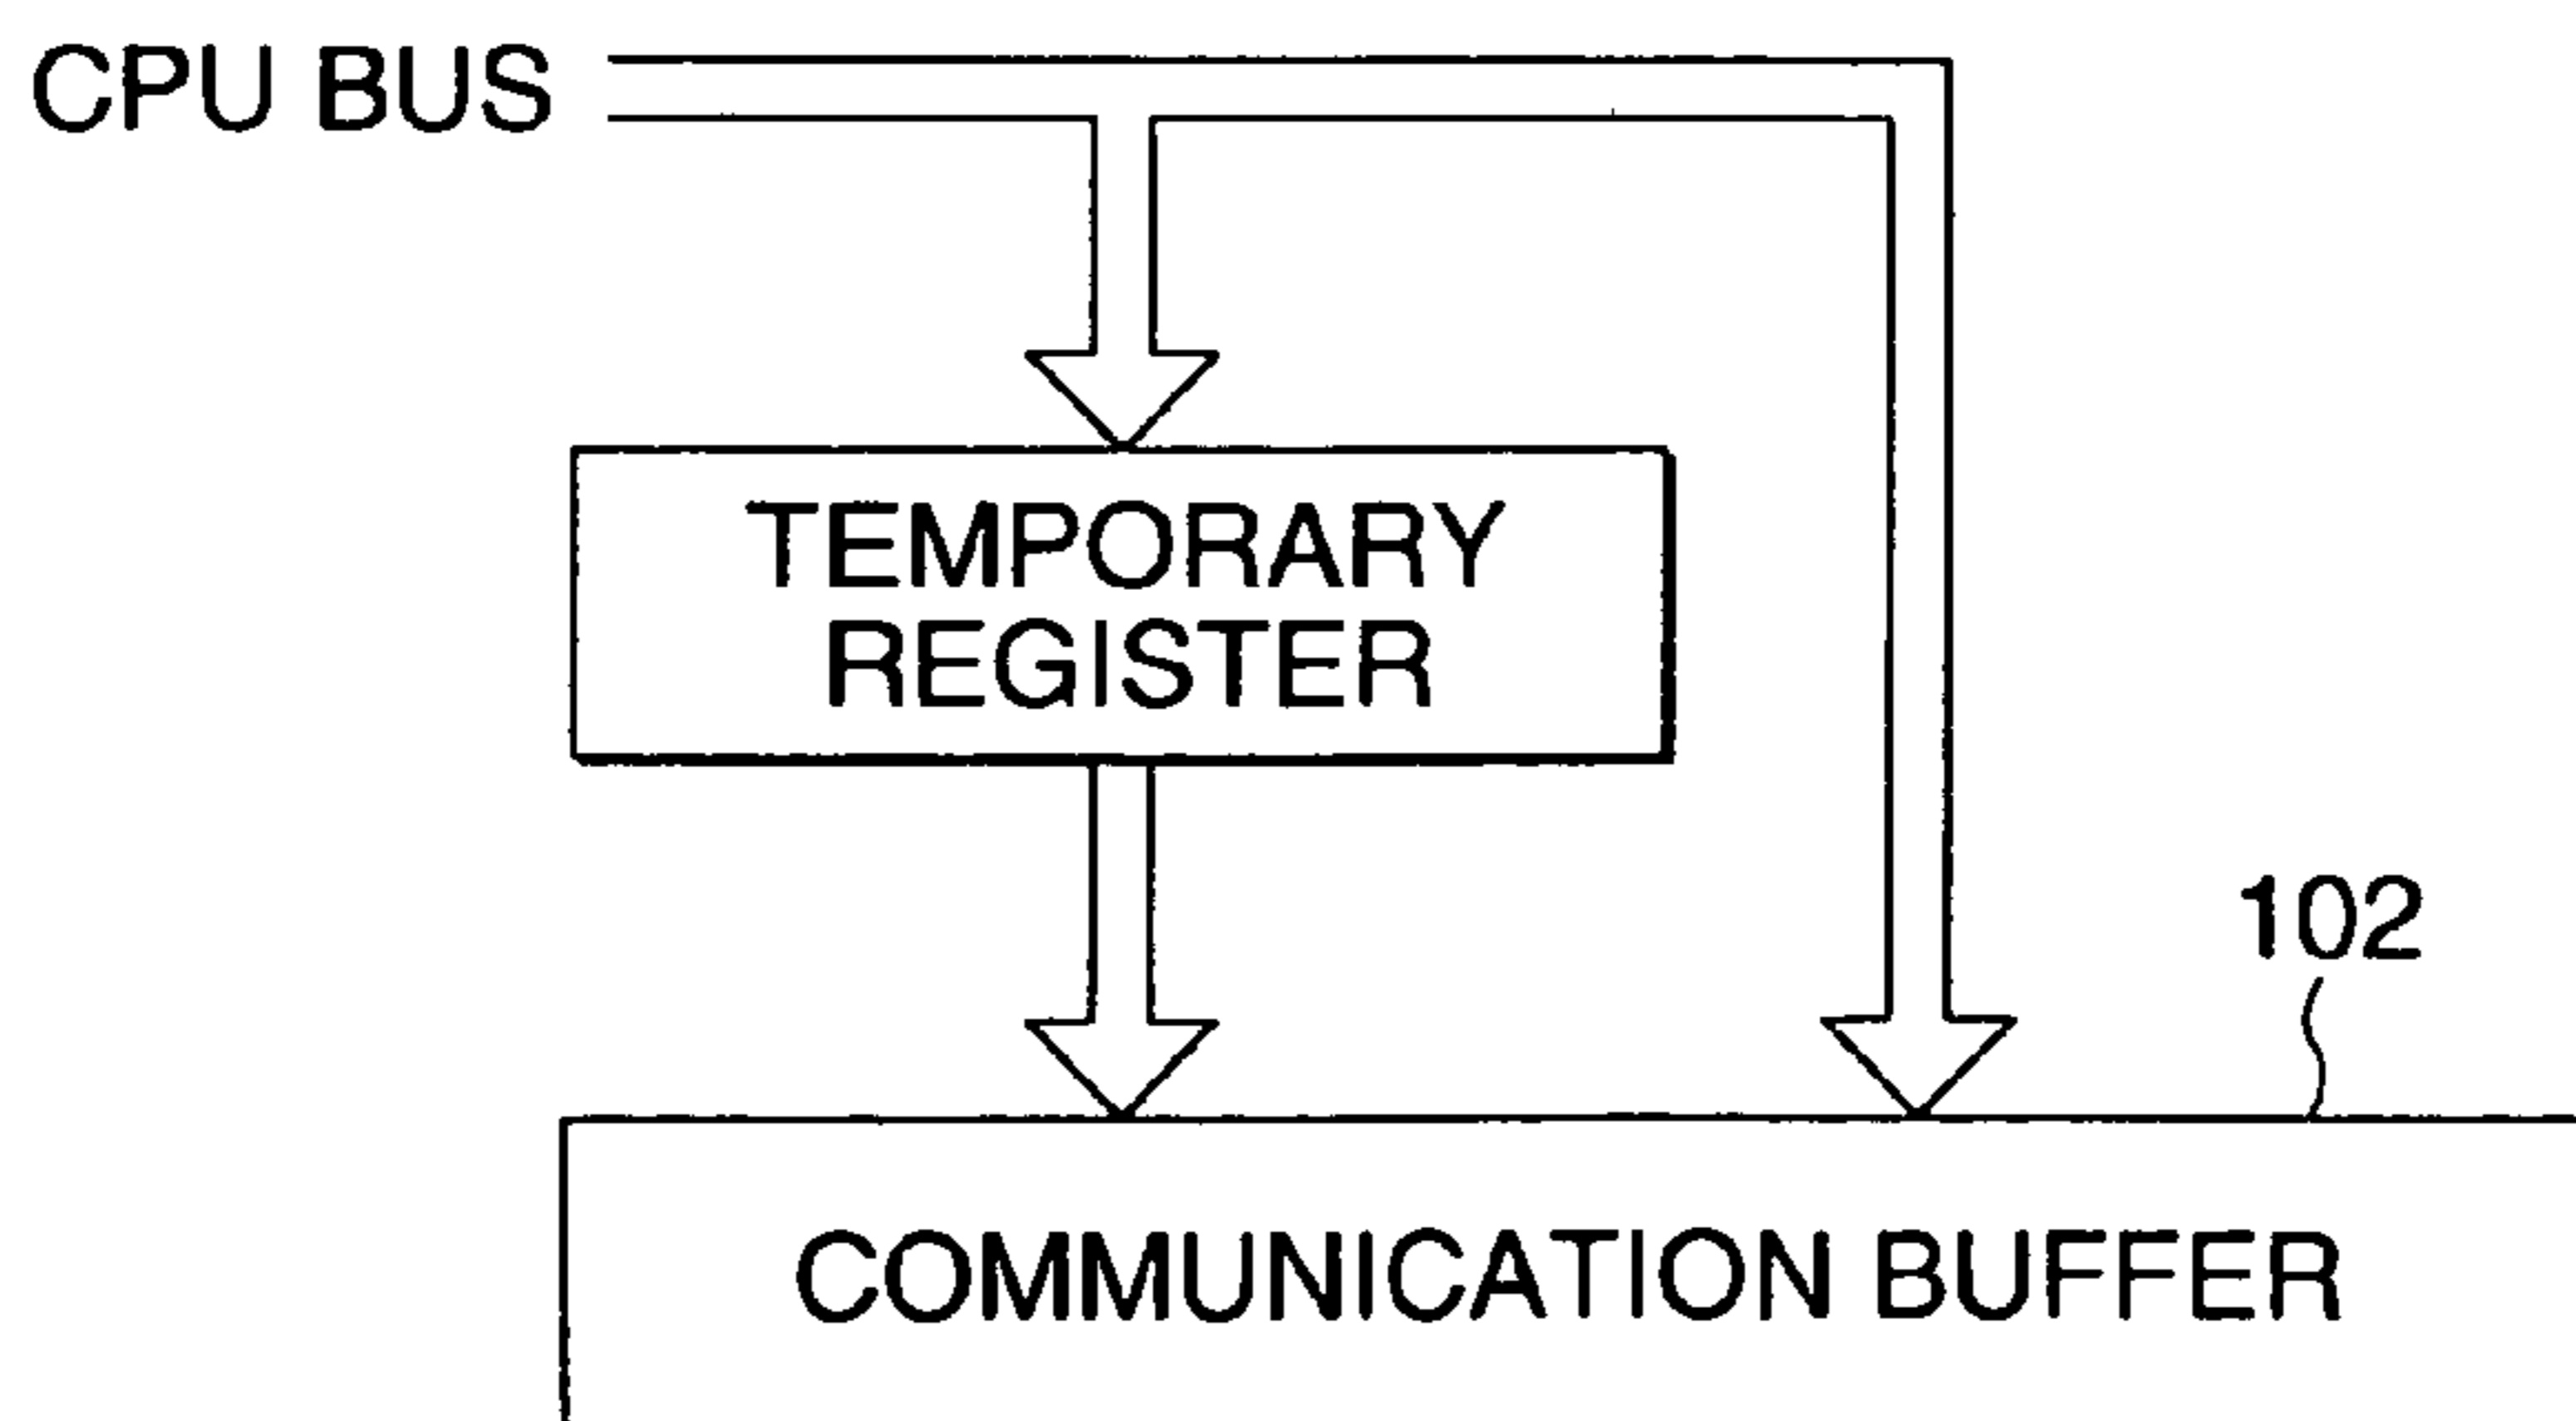 CPU BUS
TEMPORARY
REGISTER
102
COMMUNICATION BUFFER